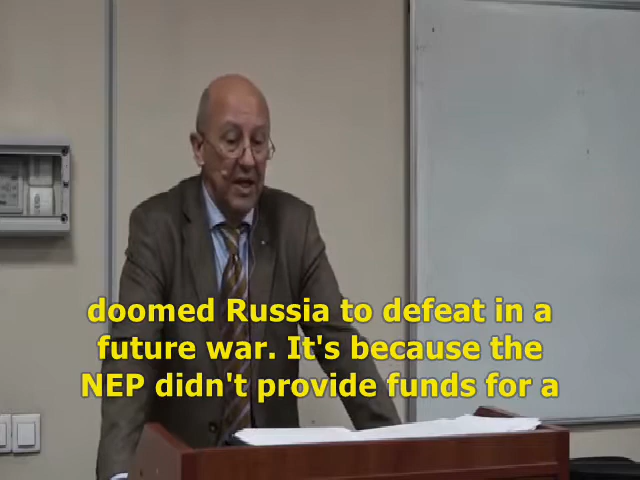 doomed Russia to defeat in a
future war. It's because the
NEP didn't provide funds for a